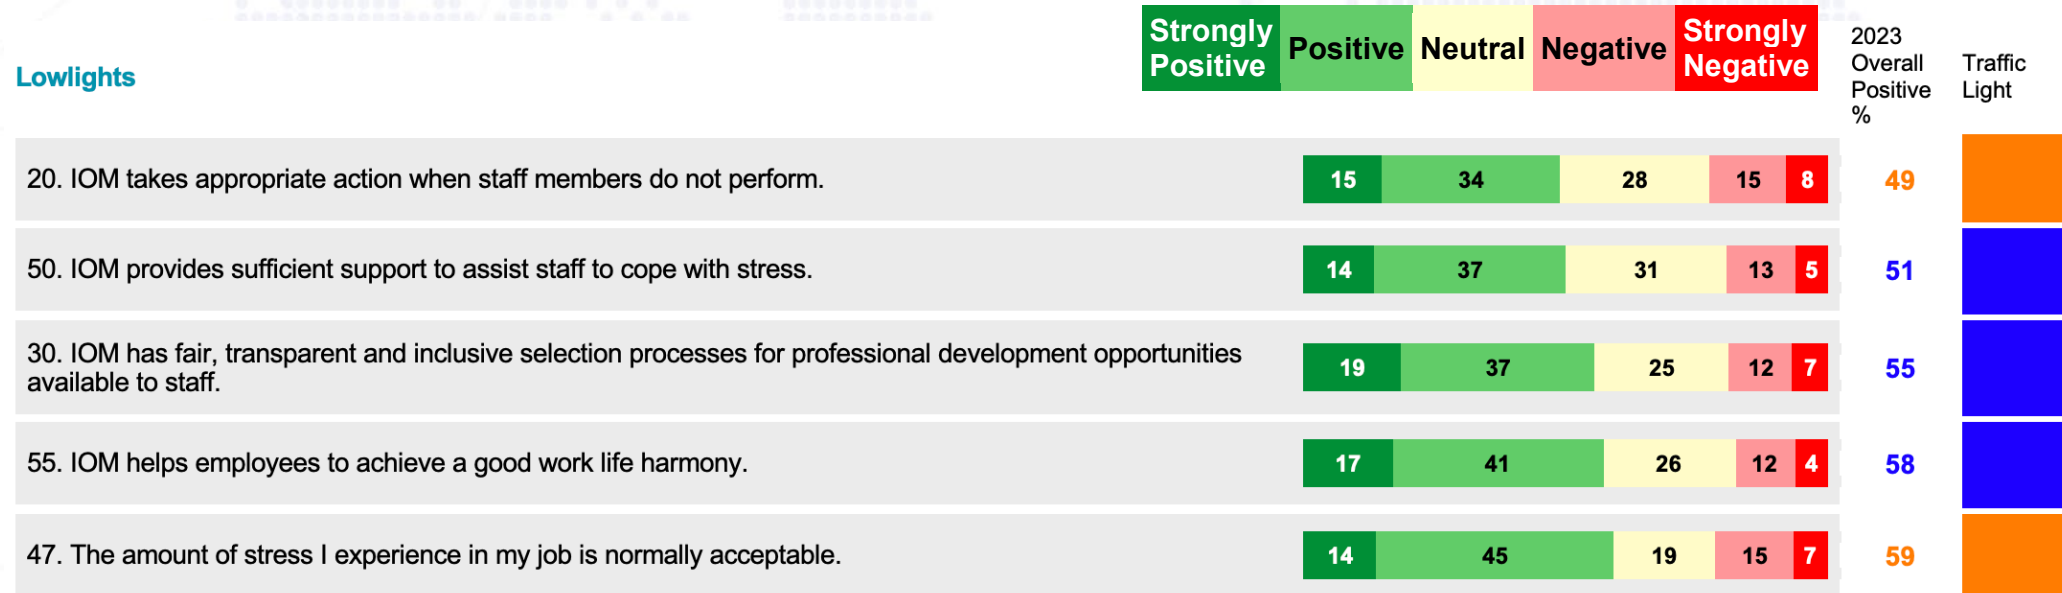 Strongly Positive Positive Neutral Negative Strongly Negative
2023 Overall Positive %
Traffic Light
Lowlights
20. IOM takes appropriate action when staff members do not perform. 15 34 28 15 8 49
50. IOM provides sufficient support to assist staff to cope with stress. 14 37 31 13 5 51
30. IOM has fair, transparent and inclusive selection processes for professional development opportunities
available to staff. 19 37 25 12 7 55
55. IOM helps employees to achieve a good work life harmony. 17 41 26 12 4 58
47. The amount of stress I experience in my job is normally acceptable. 14 45 19 15 7 59